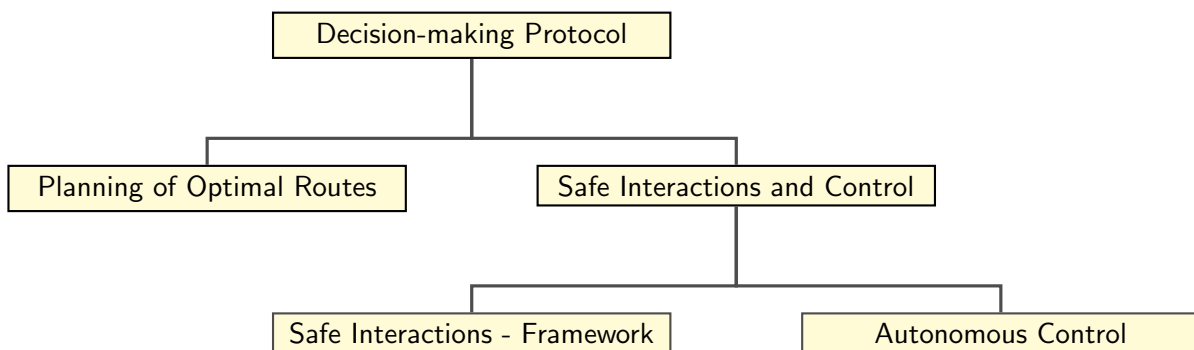 Decision-making Protocol
Planning of Optimal Routes
Safe Interactions and Control
Safe Interactions - Framework
Autonomous Control